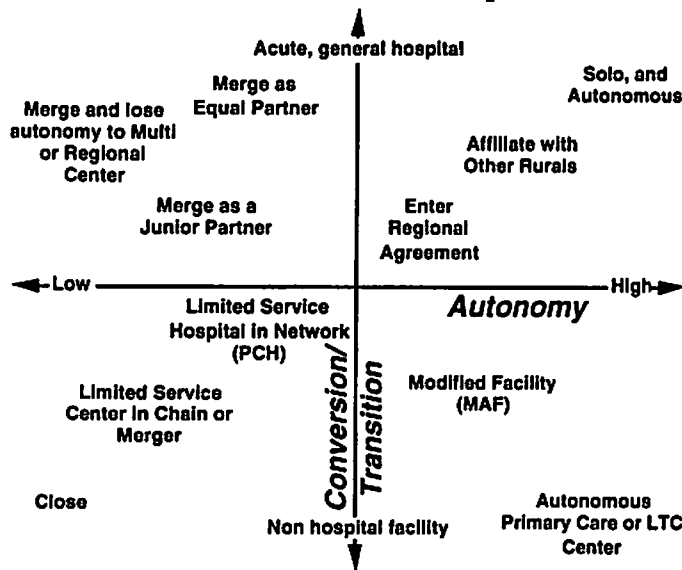 Acute, general hospital
Merge as
Equal Partner
Solo, and
Autonomous
Merge and lose
autonomy to Multi
or Regional
Center
Affiliate with
Other Rurals
Merge as a
Junior Partner
Enter
Regional
Agreement
Low
High
Autonomy
Limited Service
Hospital in Network
(PCH)
Conversion/
Transition
Modified Facility
(MAF)
Limited Service
Center in Chain or
Merger
Close
Non hospital facility
Autonomous
Primary Care or LTC
Center